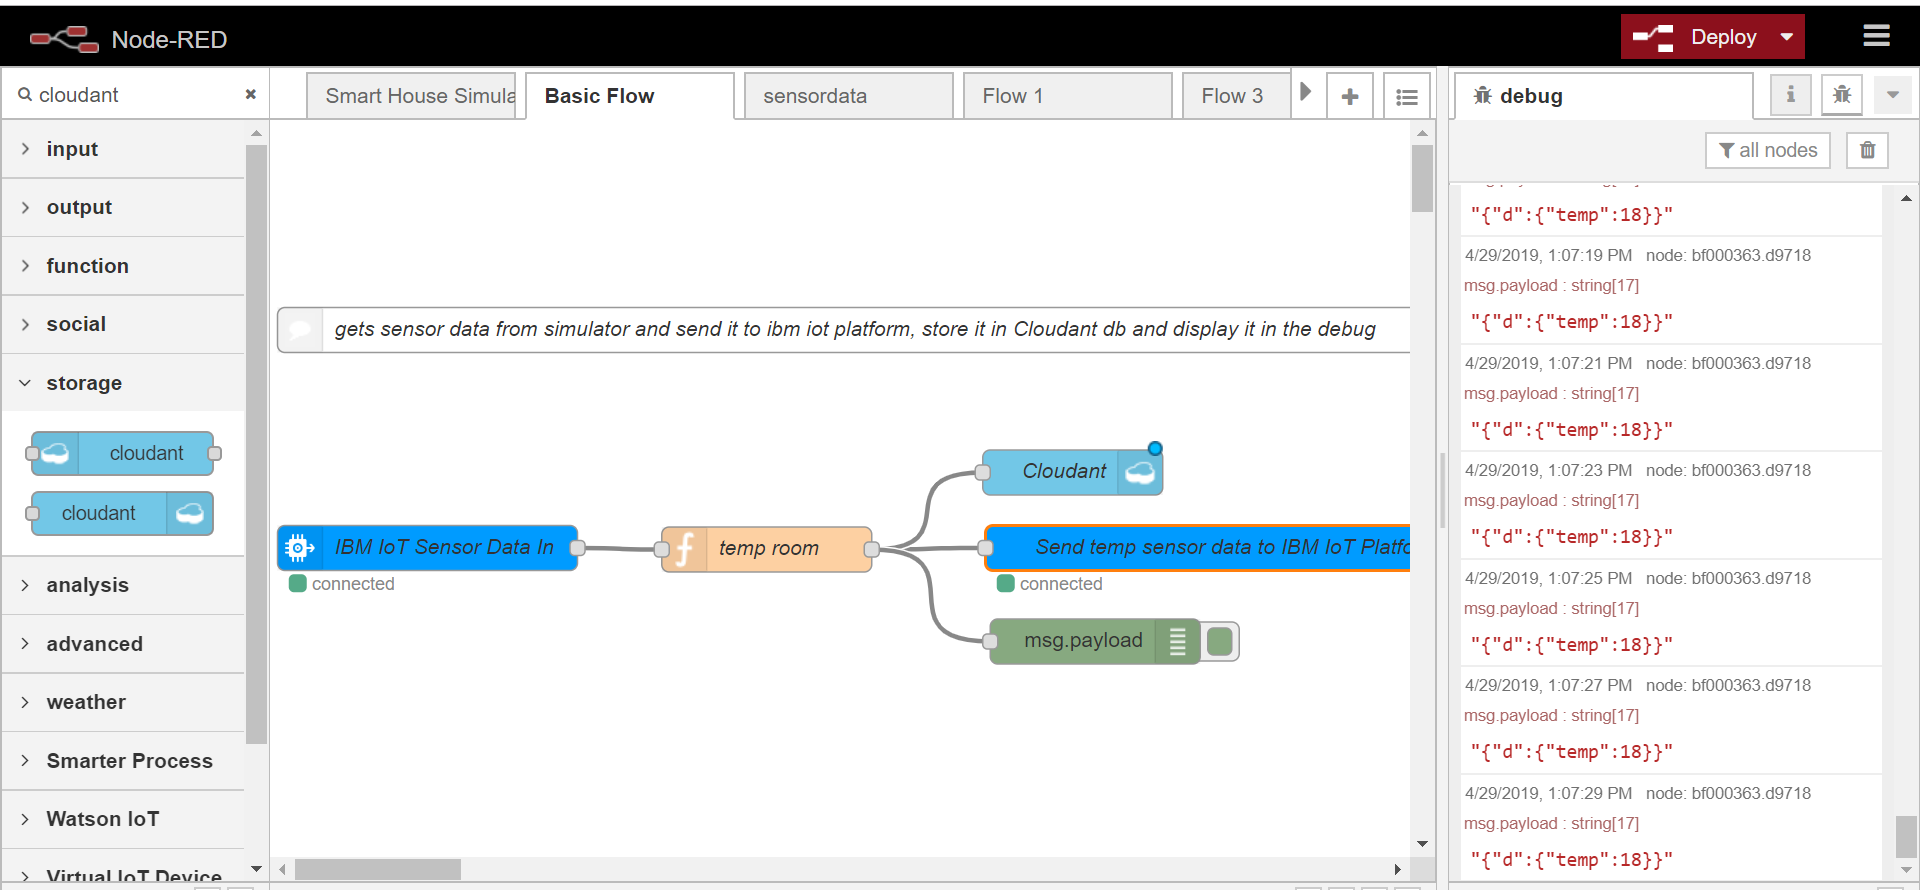 Node-RED
Deploy
cloudant
Smart House Simula
Basic Flow
sensordata
Flow 1
Flow 3
debug
all nodes
input
output
function
social
storage
cloudant
cloudant
analysis
advanced
weather
Smarter Process
Watson IoT
Virtual IoT Device
gets sensor data from simulator and send it to ibm iot platform, store it in Cloudant db and display it in the debug
IBM IoT Sensor Data In
connected
temp room
Cloudant
Send temp sensor data to IBM IoT Platfo
connected
msg.payload
"{"d":{"temp":18}}"
4/29/2019, 1:07:19 PM node: bf000363.d9718
msg.payload : string[17]
"{"d":{"temp":18}}"
4/29/2019, 1:07:21 PM node: bf000363.d9718
msg.payload : string[17]
"{"d":{"temp":18}}"
4/29/2019, 1:07:23 PM node: bf000363.d9718
msg.payload : string[17]
"{"d":{"temp":18}}"
4/29/2019, 1:07:25 PM node: bf000363.d9718
msg.payload : string[17]
"{"d":{"temp":18}}"
4/29/2019, 1:07:27 PM node: bf000363.d9718
msg.payload : string[17]
"{"d":{"temp":18}}"
4/29/2019, 1:07:29 PM node: bf000363.d9718
msg.payload : string[17]
"{"d":{"temp":18}}"